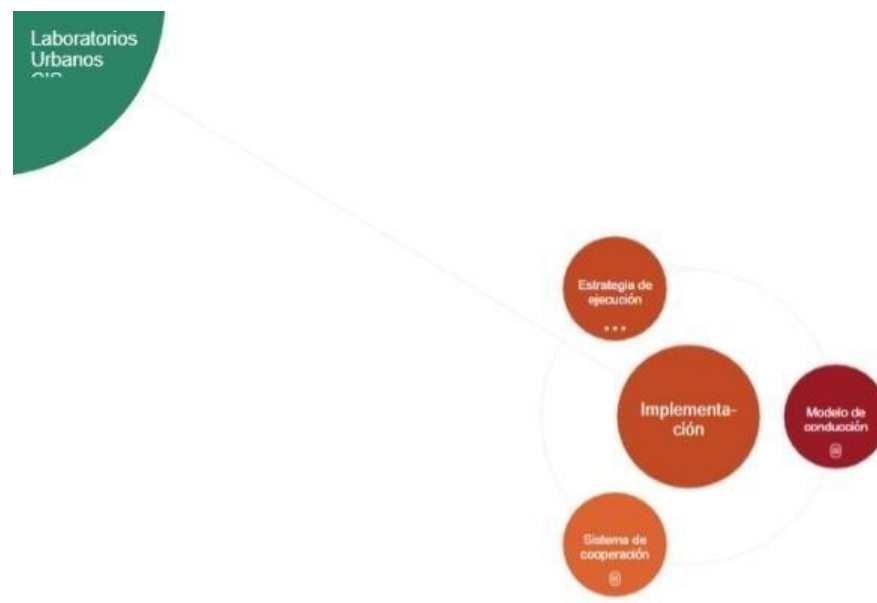 Laboratorios
Urbanos
Estrategia de
ejecución
Implementa-
ción
Modelo de
conducción
Sistema de
cooperación